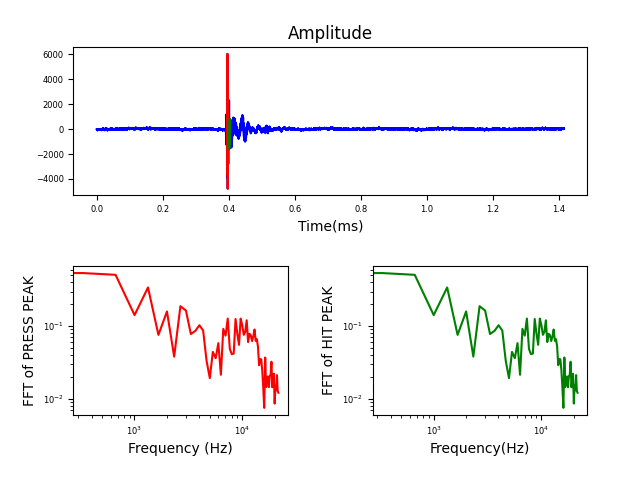 Amplitude
6000
4000
2000
0
−2000
−4000
0.0 0.2 0.4 0.6 0.8 1.0 1.2 1.4
Time(ms)
FFT of PRESS PEAK
10⁻¹
10⁻²
10³ 10⁴
Frequency (Hz)
FFT of HIT PEAK
10⁻¹
10⁻²
10³ 10⁴
Frequency(Hz)